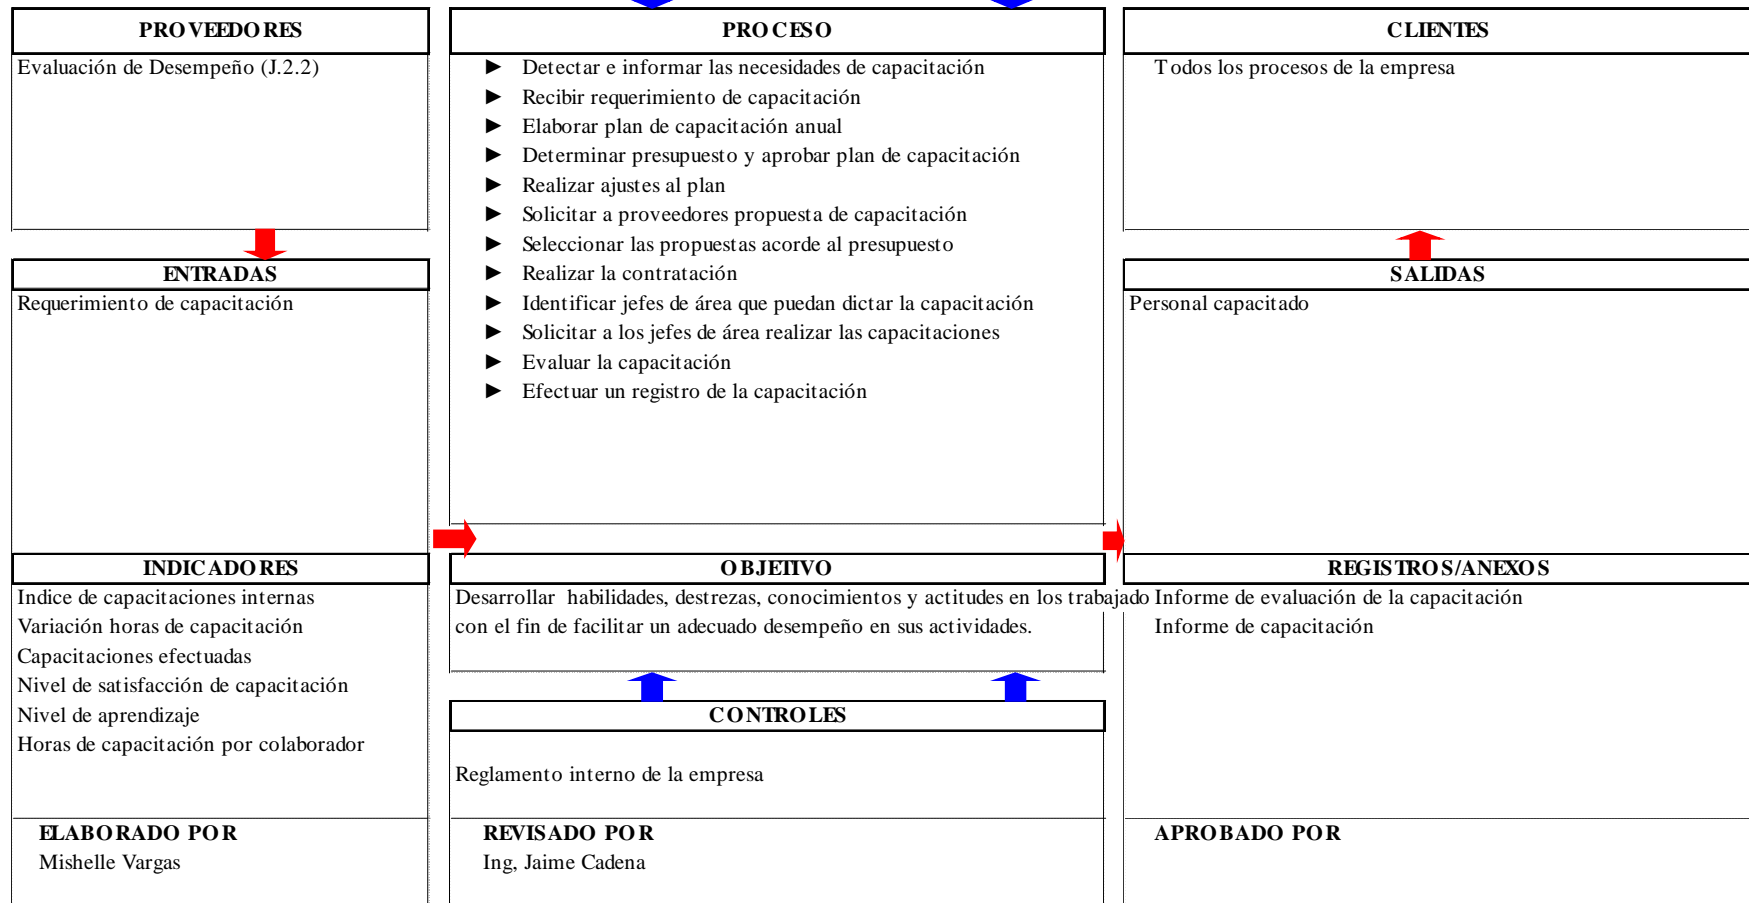 PROVEEDORES
Evaluación de Desempeño (J.2.2)
ENTRADAS
Requerimiento de capacitación
INDICADORES
Indice de capacitaciones internas
Variación horas de capacitación
Capacitaciones efectuadas
Nivel de satisfacción de capacitación
Nivel de aprendizaje
Horas de capacitación por colaborador
ELABORADO POR
Mishelle Vargas
PROCESO
► Detectar e informar las necesidades de capacitación
► Recibir requerimiento de capacitación
► Elaborar plan de capacitación anual
► Determinar presupuesto y aprobar plan de capacitación
► Realizar ajustes al plan
► Solicitar a proveedores propuesta de capacitación
► Seleccionar las propuestas acorde al presupuesto
► Realizar la contratación
► Identificar jefes de área que puedan dictar la capacitación
► Solicitar a los jefes de área realizar las capacitaciones
► Evaluar la capacitación
► Efectuar un registro de la capacitación
OBJETIVO
Desarrollar habilidades, destrezas, conocimientos y actitudes en los trabajado
con el fin de facilitar un adecuado desempeño en sus actividades.
CONTROLES
Reglamento interno de la empresa
REVISADO POR
Ing, Jaime Cadena
CLIENTES
Todos los procesos de la empresa
SALIDAS
Personal capacitado
REGISTROS/ANEXOS
Informe de evaluación de la capacitación
Informe de capacitación
APROBADO POR